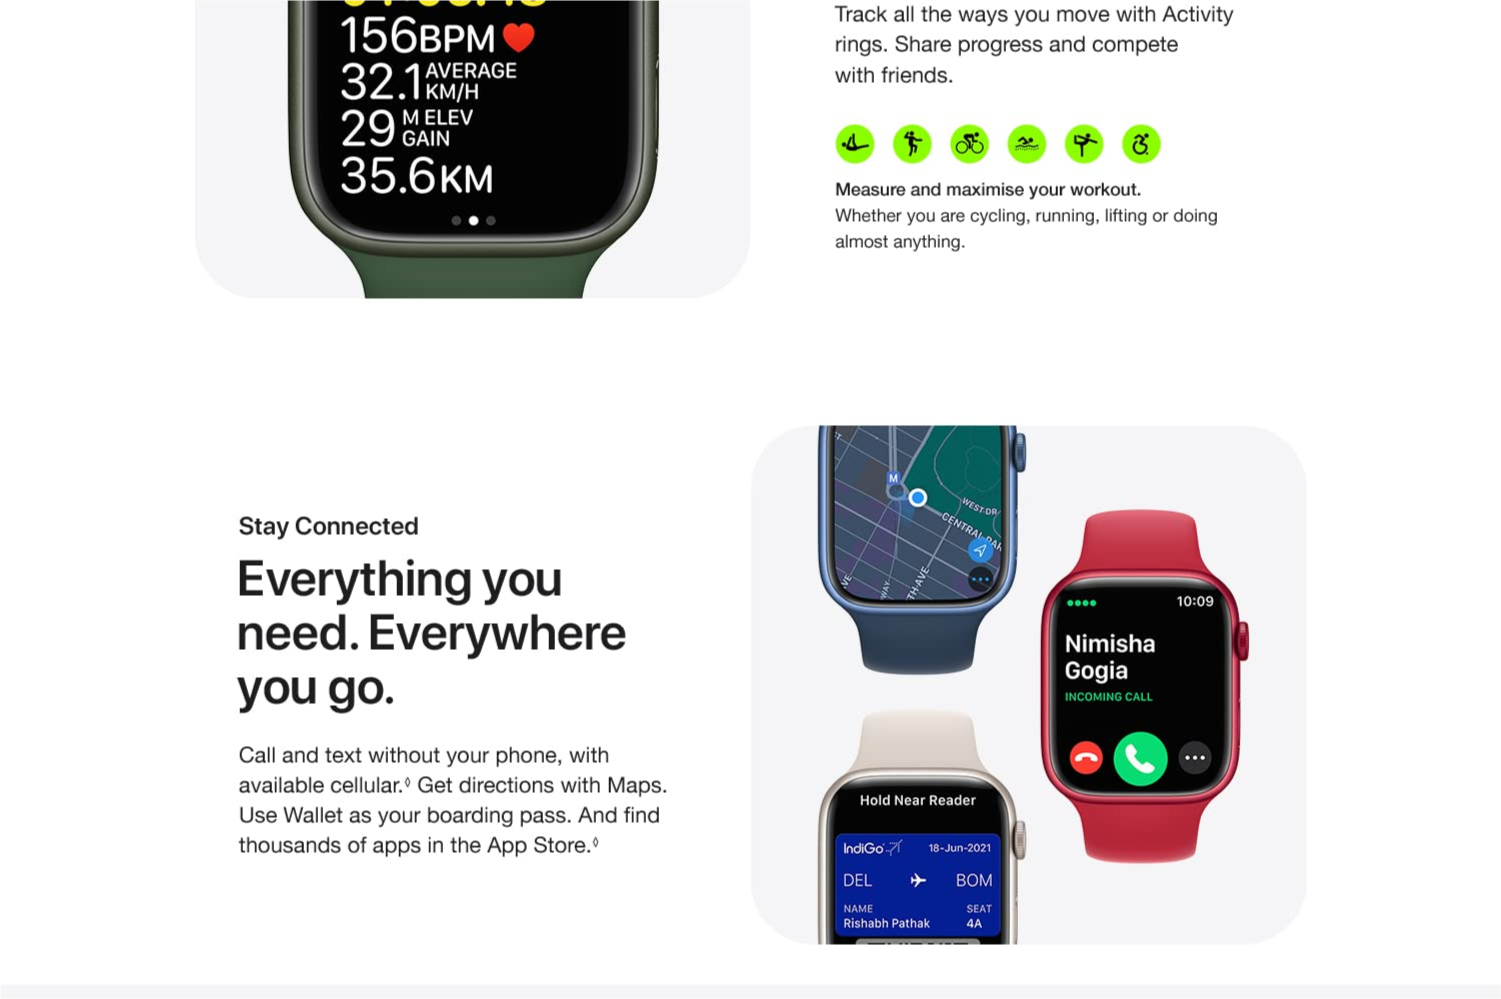 156BPM
32.1 AVERAGE
KM/H
29 M ELEV
GAIN
35.6KM
Track all the ways you move with Activity
rings. Share progress and compete
with friends.
Measure and maximise your workout.
Whether you are cycling, running, lifting or doing
almost anything.
Stay Connected
Everything you
need. Everywhere
you go.
Call and text without your phone, with
available cellular.◊ Get directions with Maps.
Use Wallet as your boarding pass. And find
thousands of apps in the App Store.◊
M
WEST DR
CENTRAL PAR
AVE
WAY
TH AVE
10:09
Nimisha
Gogia
INCOMING CALL
Hold Near Reader
IndiGo 18-Jun-2021
DEL BOM
NAME SEAT
Rishabh Pathak 4A